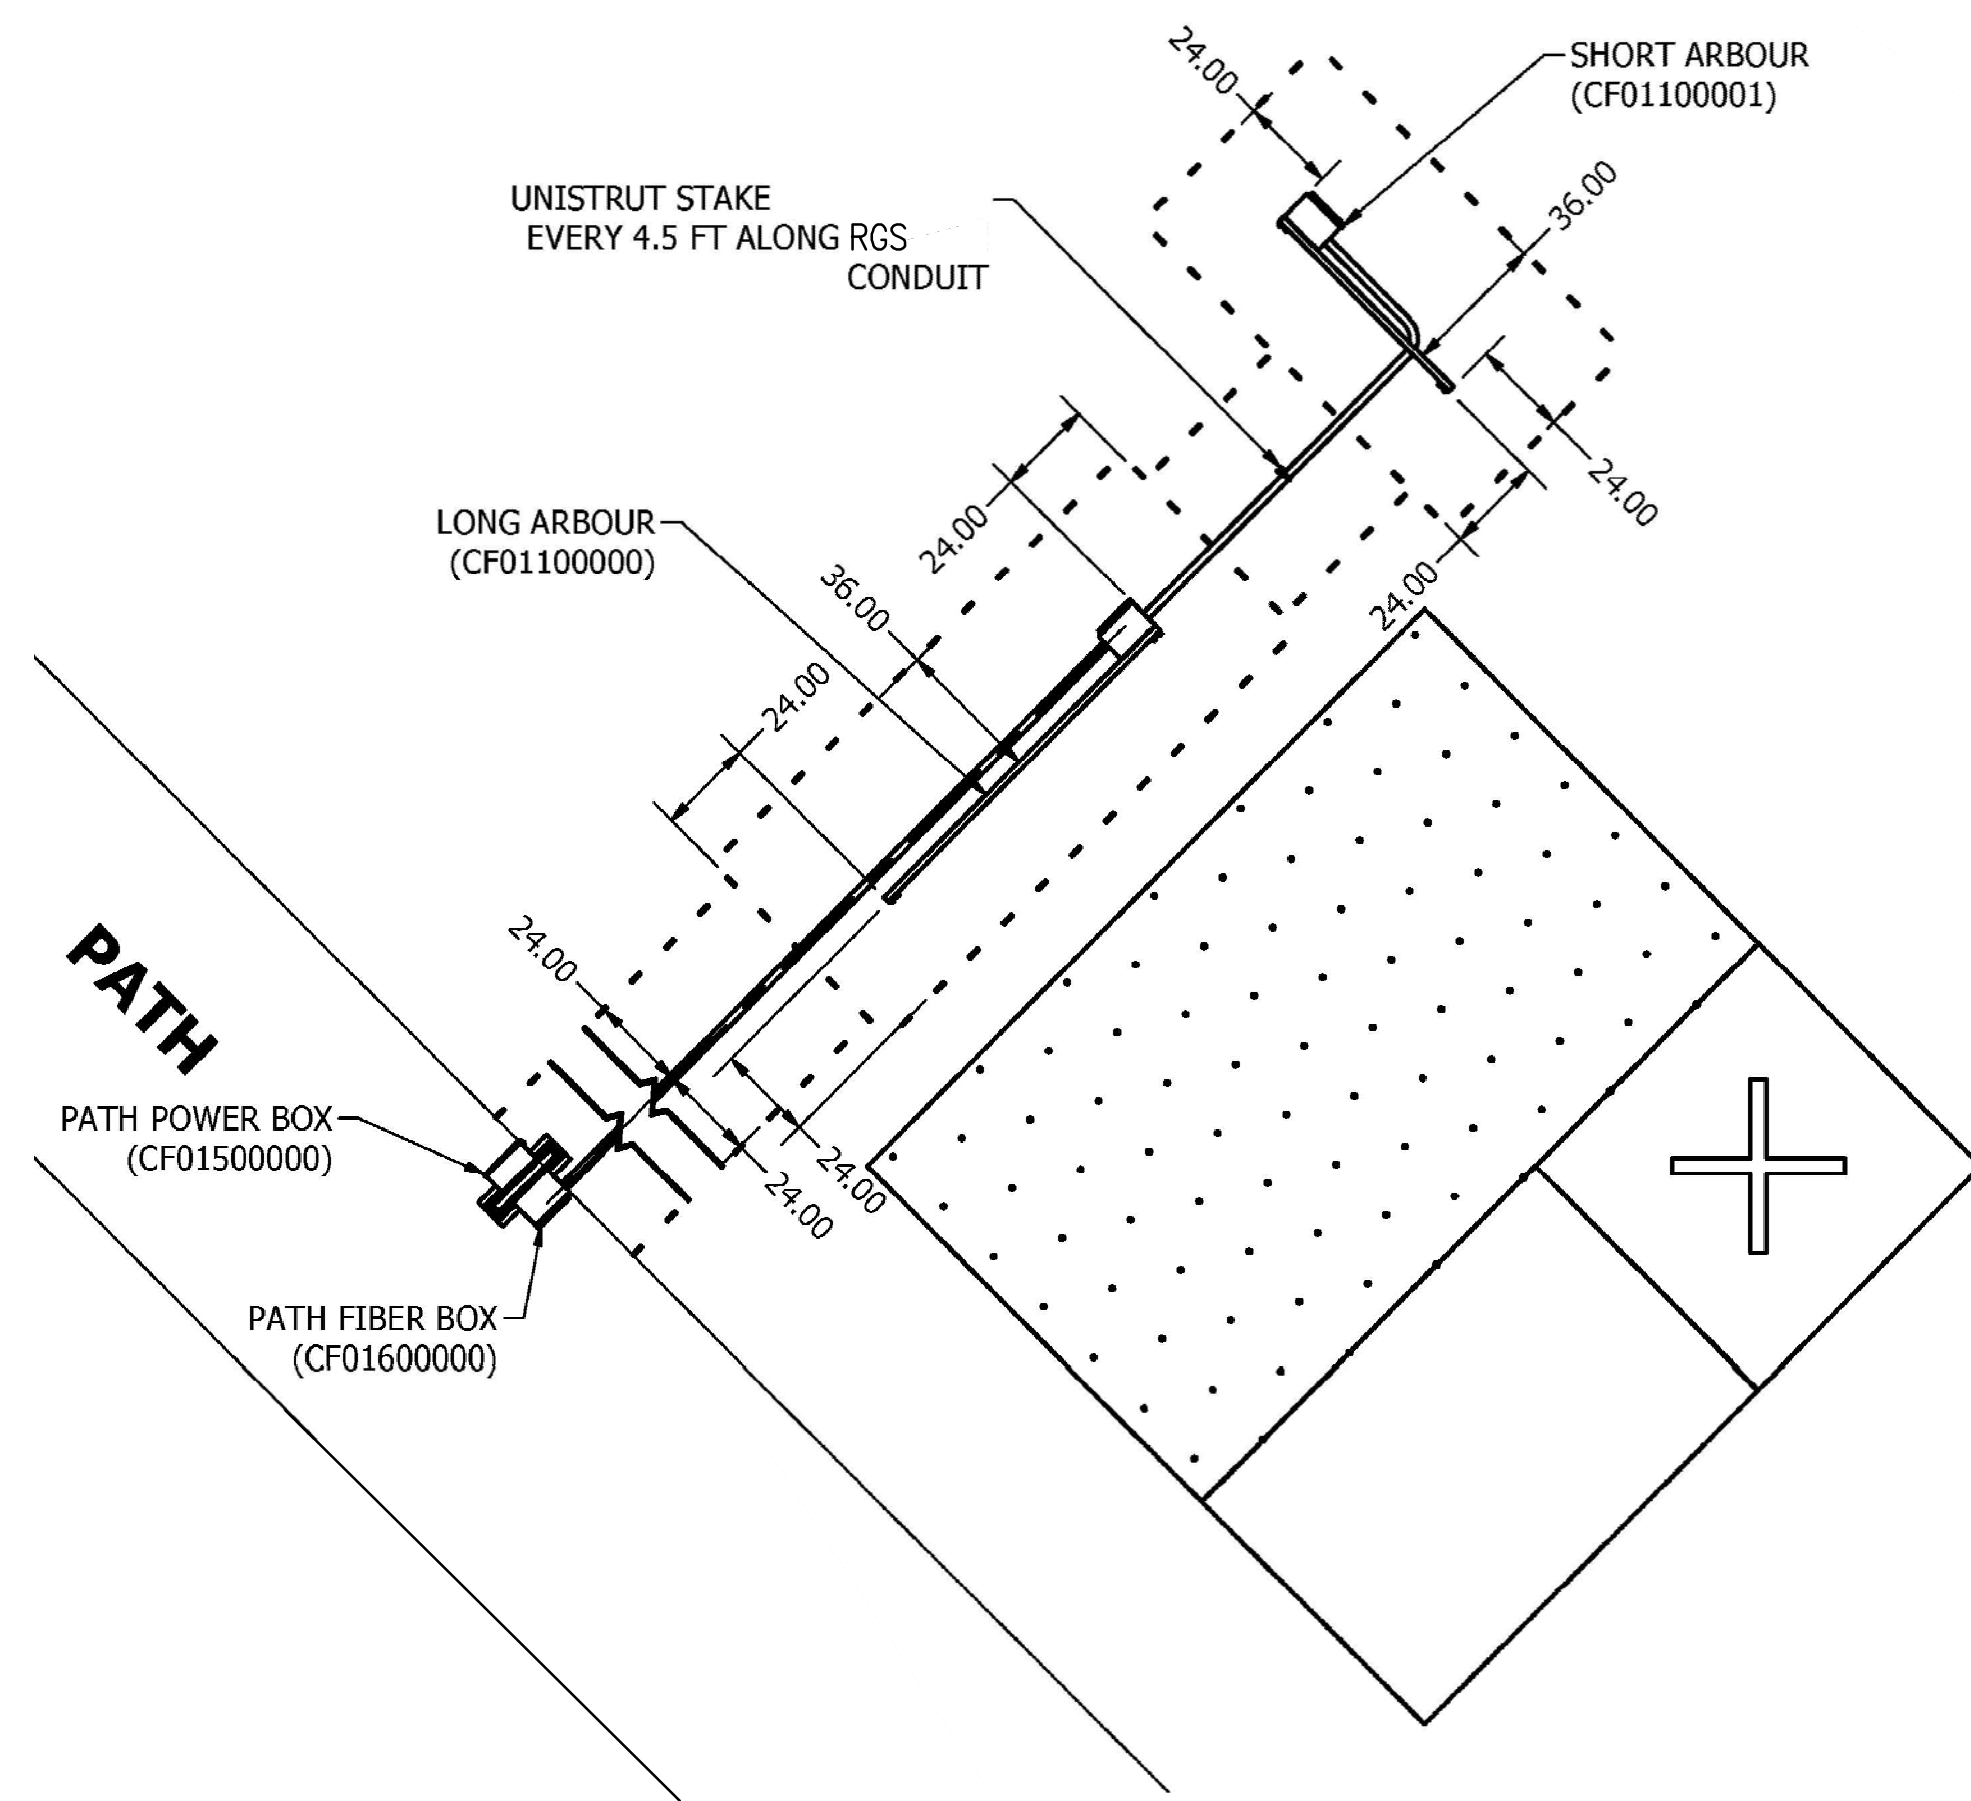 24.00
SHORT ARBOUR
(CF01100001)
36.00
UNISTRUT STAKE
EVERY 4.5 FT ALONG RGS
CONDUIT
24.00
24.00
LONG ARBOUR
(CF01100000)
24.00
36.00
24.00
24.00
PATH
24.00
PATH POWER BOX
(CF01500000)
24.00
24.00
PATH FIBER BOX
(CF01600000)